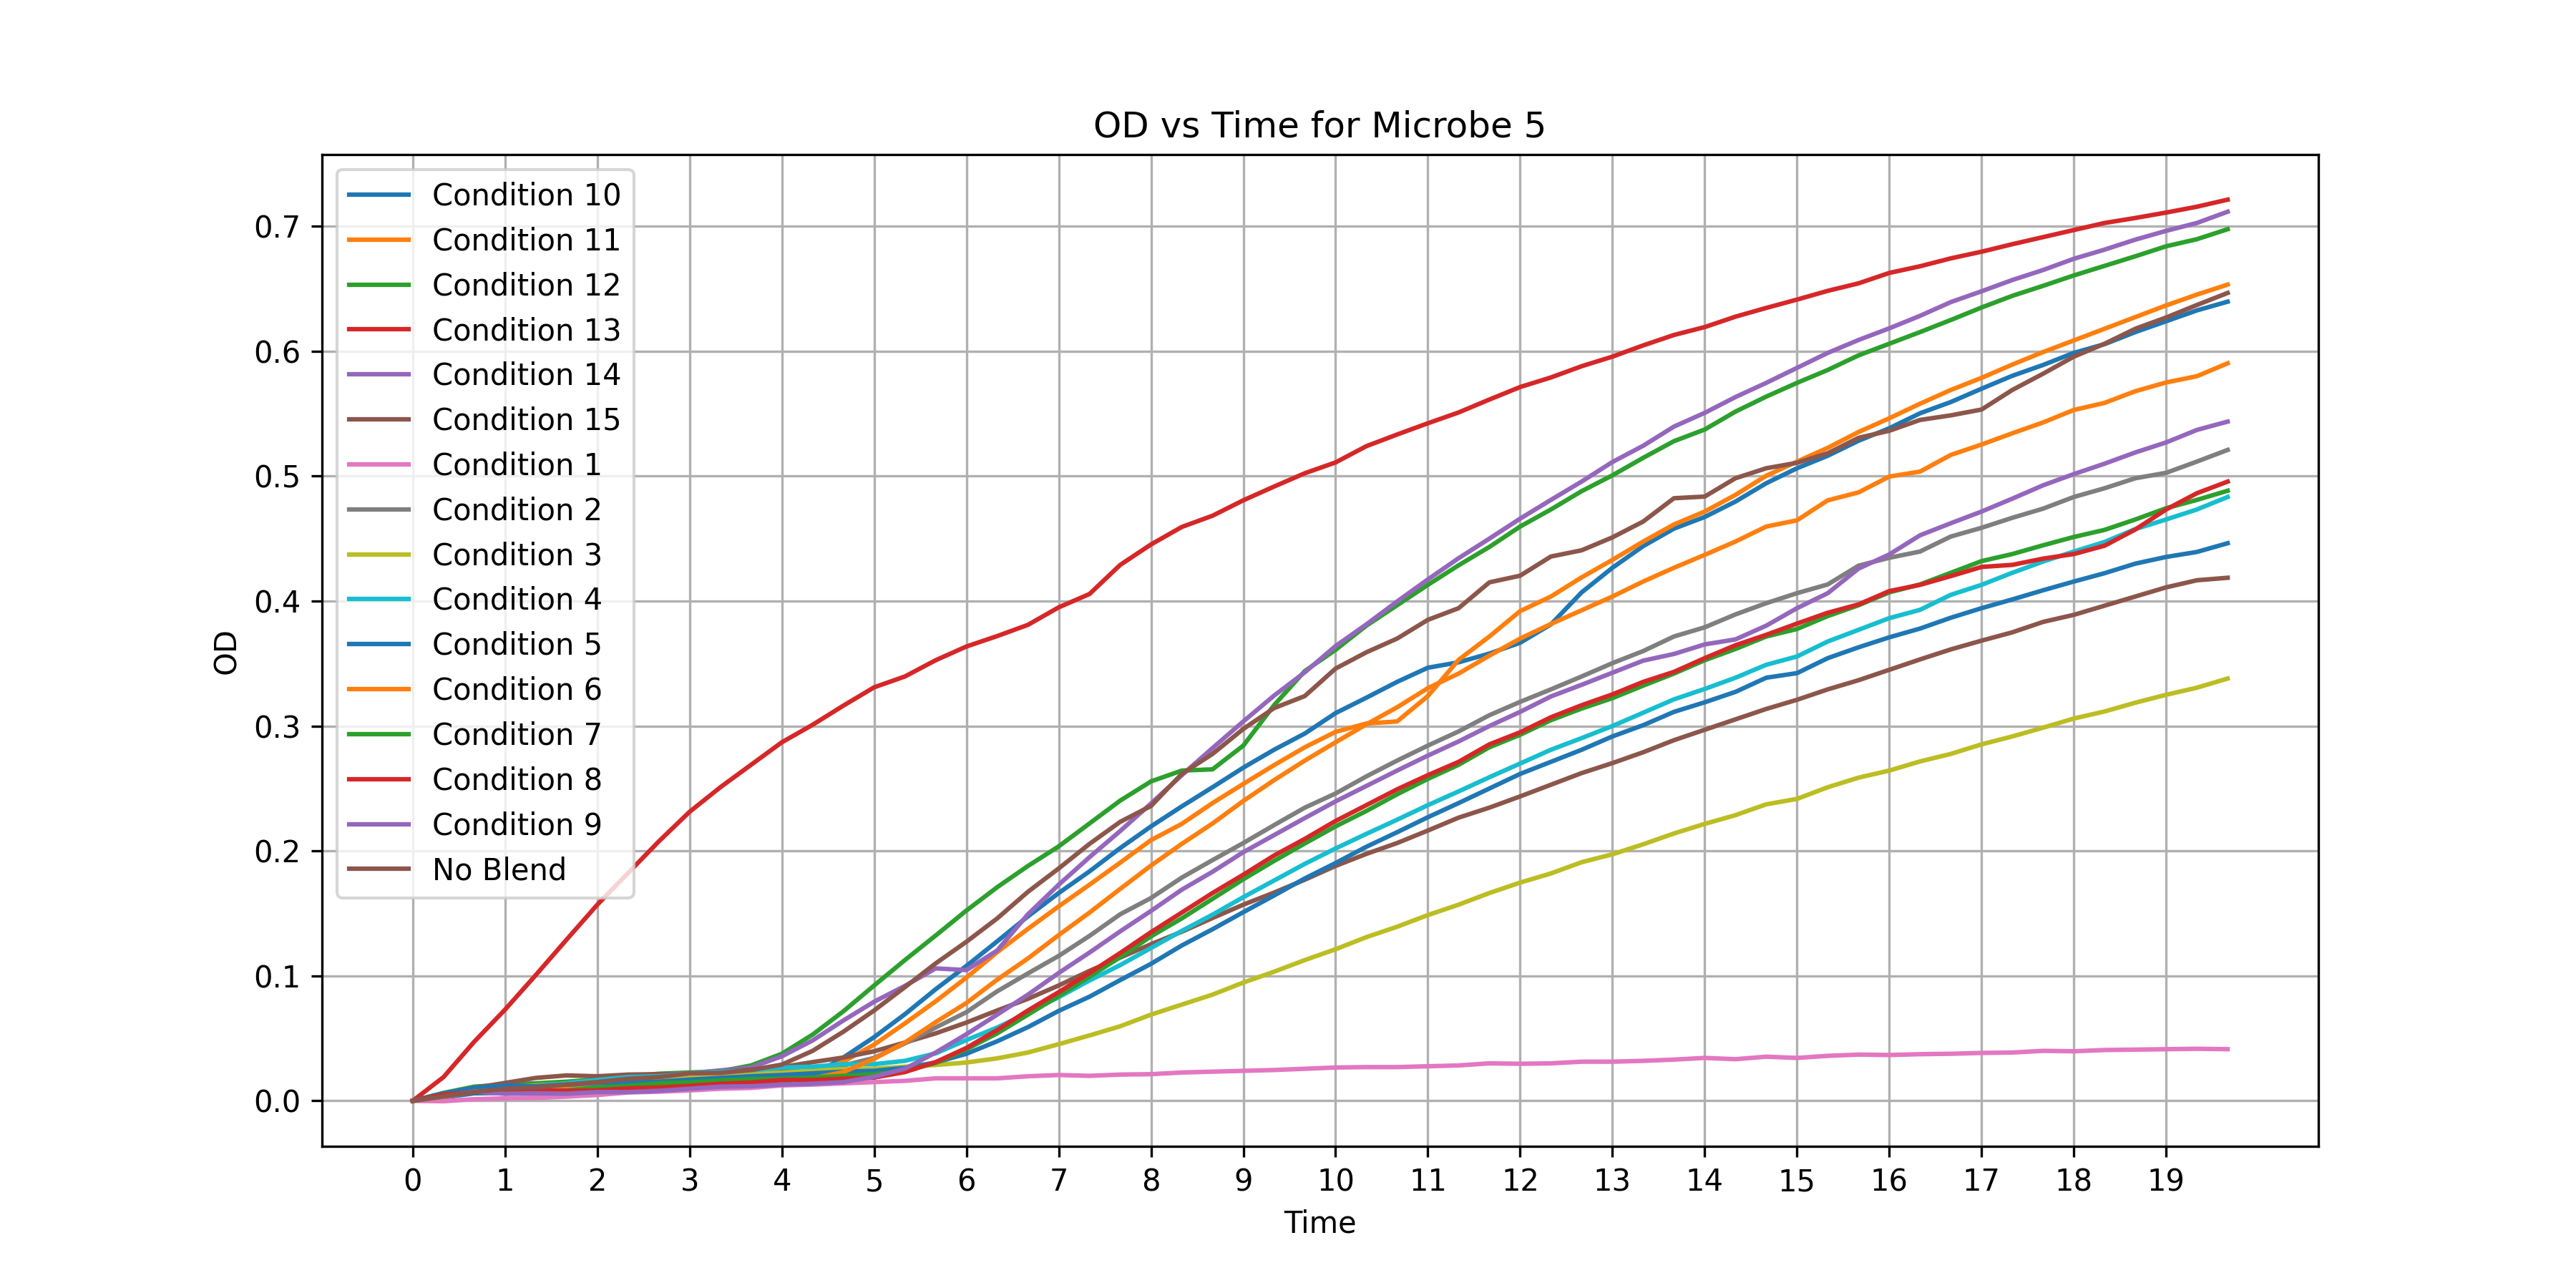 OD vs Time for Microbe 5
Condition 10
Condition 11
Condition 12
Condition 13
Condition 14
Condition 15
Condition 1
Condition 2
Condition 3
Condition 4
Condition 5
Condition 6
Condition 7
Condition 8
Condition 9
No Blend
0.7
0.6
0.5
0.4
0.3
0.2
0.1
0.0
OD
0 1 2 3 4 5 6 7 8 9 10 11 12 13 14 15 16 17 18 19
Time